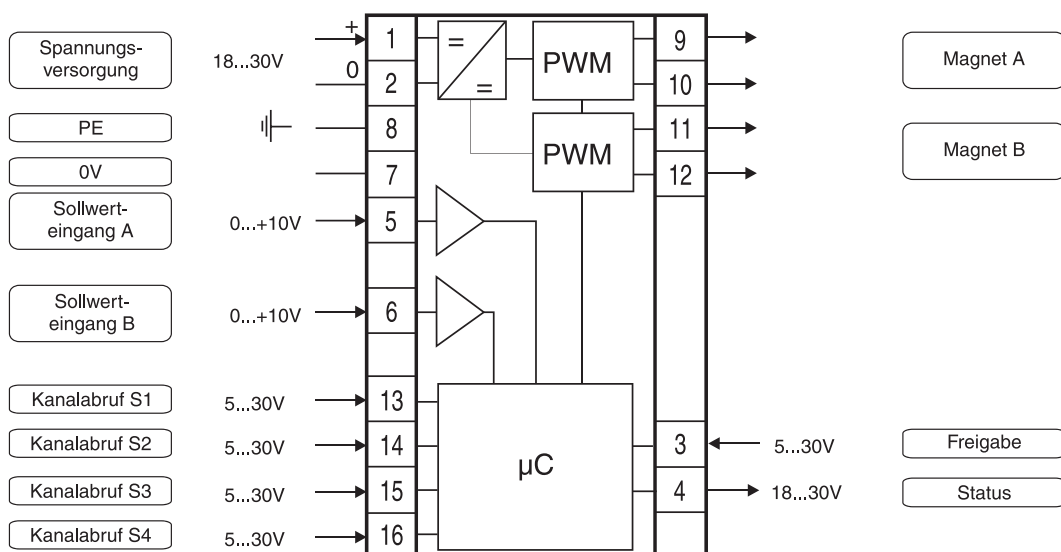 Spannungs-
versorgung
18...30V
+
0
1
2
=
=
PWM
9
10
Magnet A
PE
8
0V
7
PWM
11
12
Magnet B
Sollwert-
eingang A
0...+10V
5
Sollwert-
eingang B
0...+10V
6
Kanalabruf S1
5...30V
13
Kanalabruf S2
5...30V
14
Kanalabruf S3
5...30V
15
Kanalabruf S4
5...30V
16
µC
3
5...30V
Freigabe
4
18...30V
Status